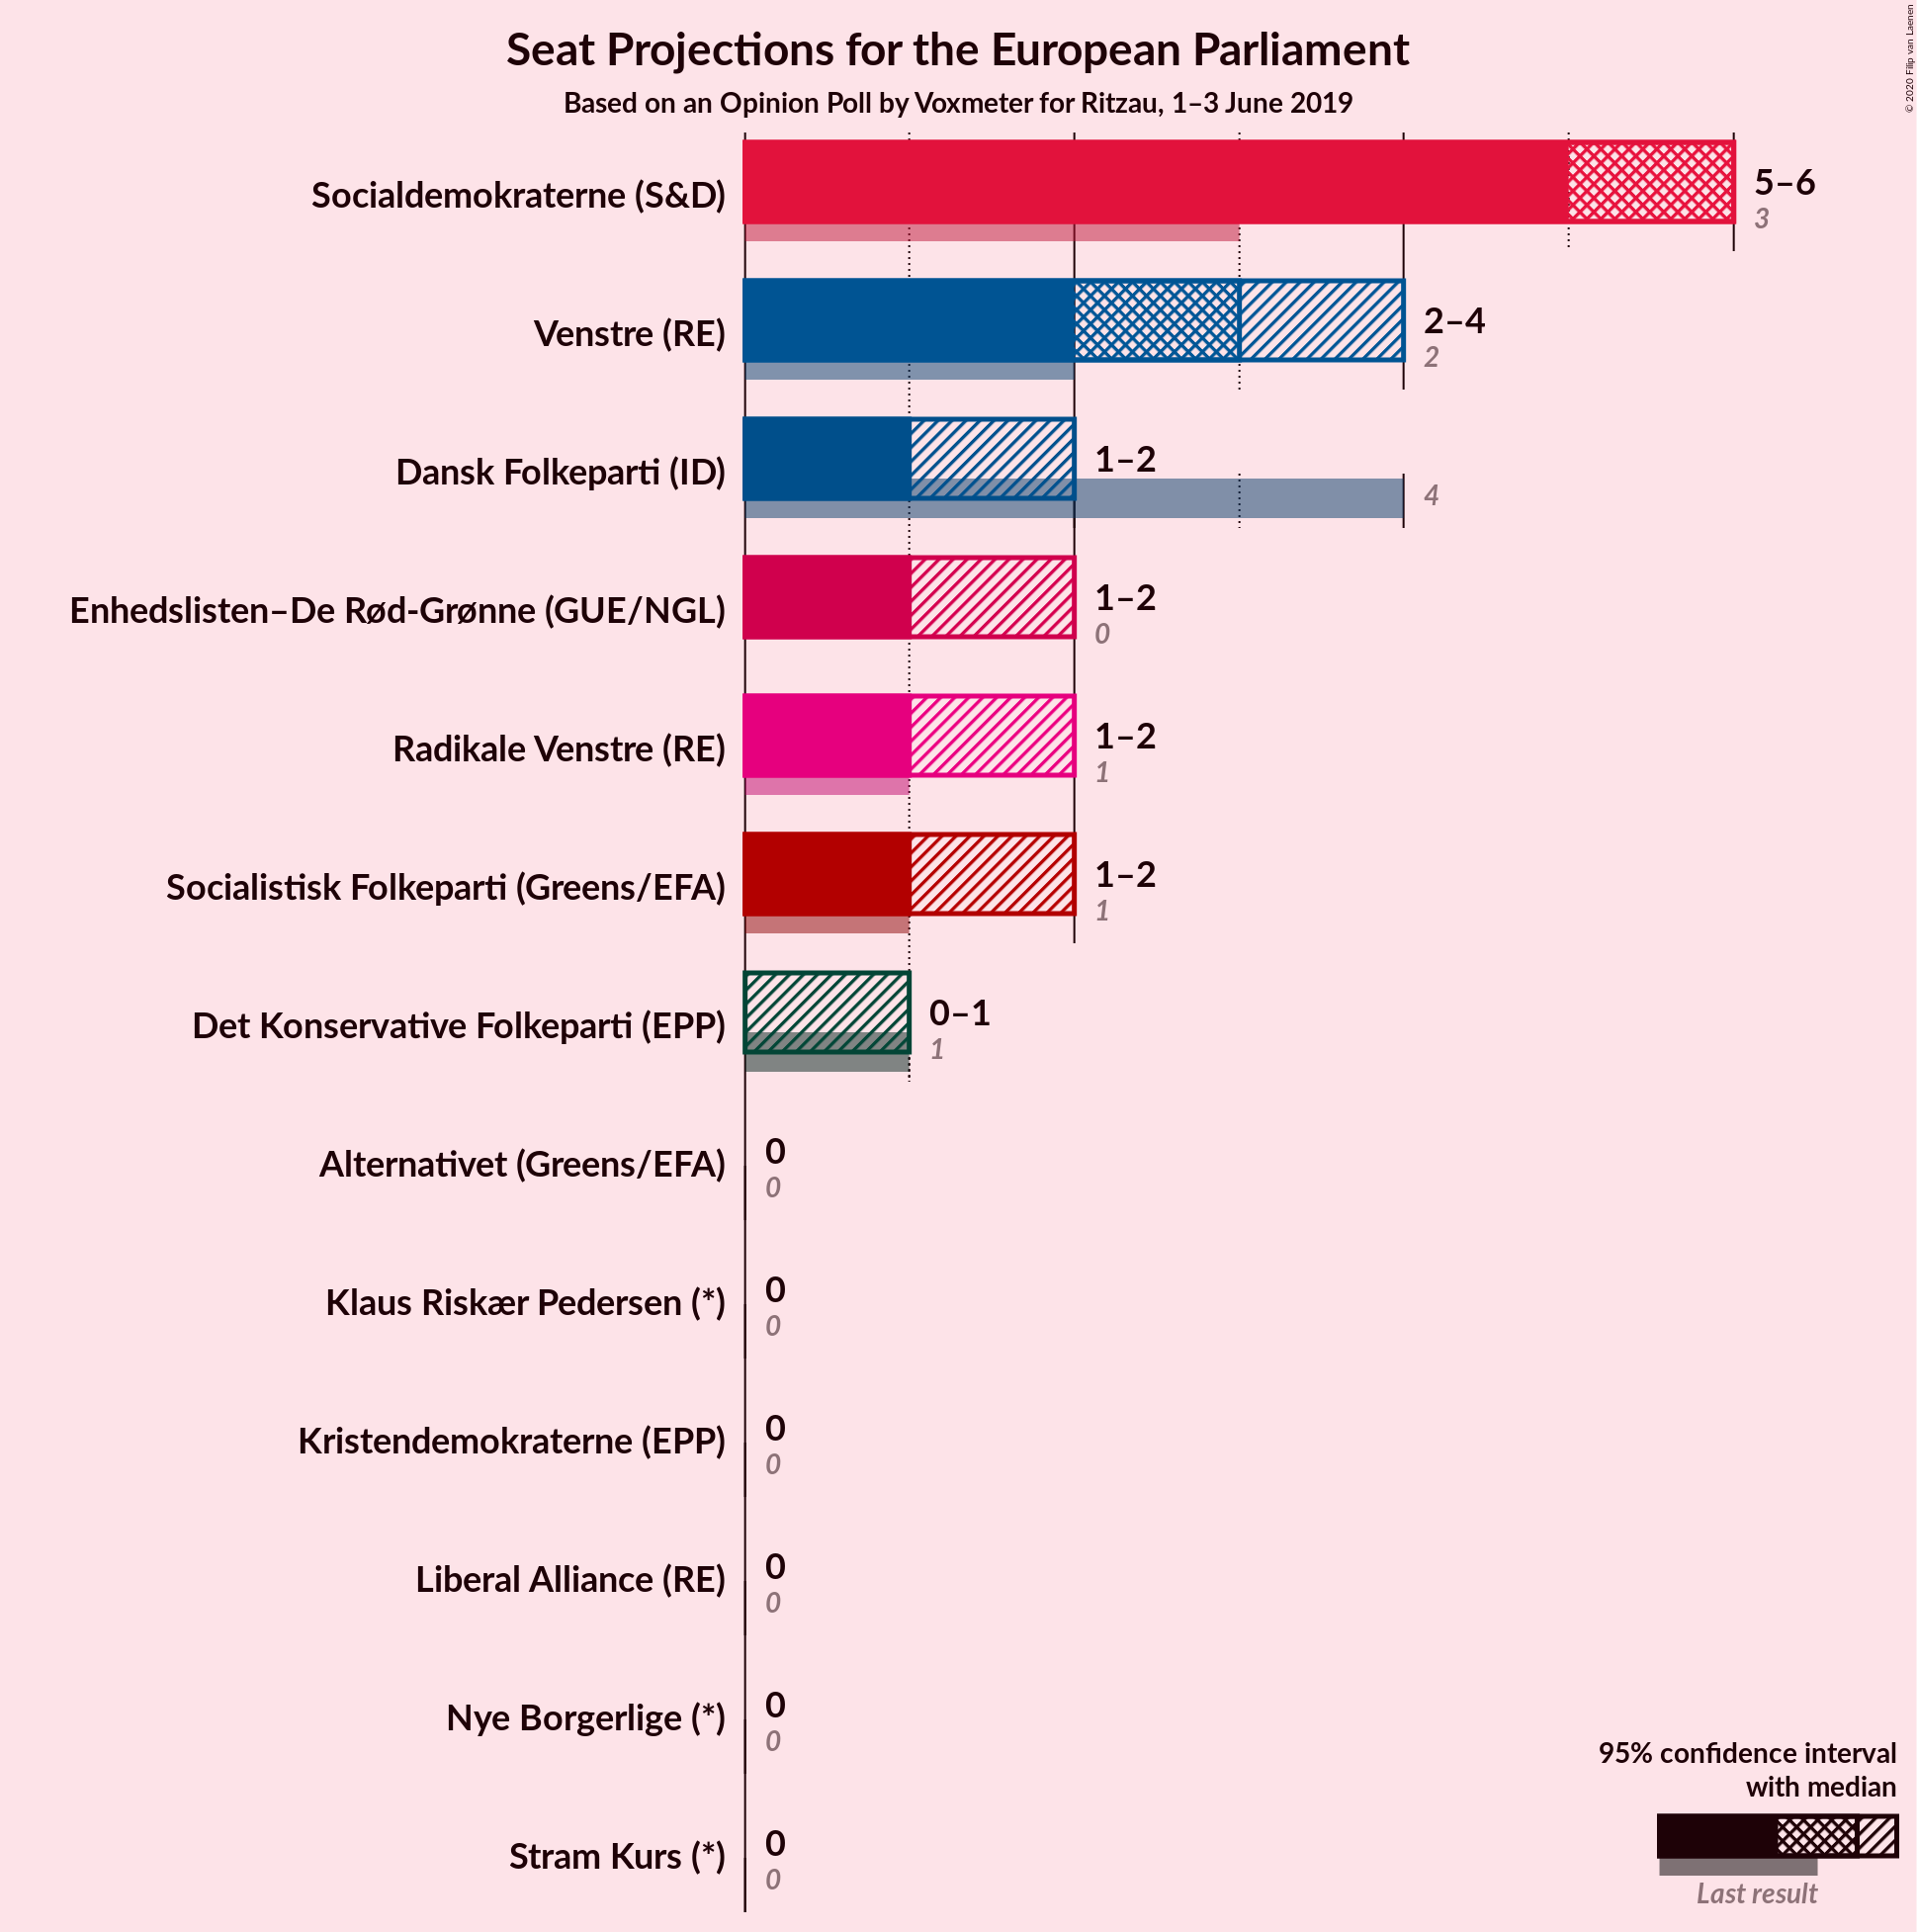 Seat Projections for the European Parliament
Based on an Opinion Poll by Voxmeter for Ritzau, 1–3 June 2019
© 2020 Filip van Laenen
Socialdemokraterne (S&D)
5–6
3
Venstre (RE)
2–4
2
Dansk Folkeparti (ID)
1–2
4
Enhedslisten–De Rød-Grønne (GUE/NGL)
1–2
0
Radikale Venstre (RE)
1–2
1
Socialistisk Folkeparti (Greens/EFA)
1–2
1
Det Konservative Folkeparti (EPP)
0–1
1
Alternativet (Greens/EFA)
0
0
Klaus Riskær Pedersen (*)
0
0
Kristendemokraterne (EPP)
0
0
Liberal Alliance (RE)
0
0
Nye Borgerlige (*)
0
0
Stram Kurs (*)
0
0
95% confidence interval
with median
Last result